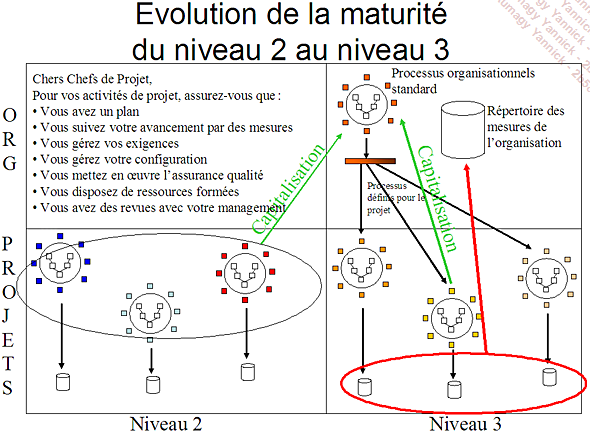 Evolution de la maturité
du niveau 2 au niveau 3
Chers Chefs de Projet,
Pour vos activités de projet, assurez-vous que :
• Vous avez un plan
• Vous suivez votre avancement par des mesures
• Vous gérez vos exigences
• Vous gérez votre configuration
• Vous mettez en œuvre l'assurance qualité
• Vous disposez de ressources formées
• Vous avez des revues avec votre management
Processus organisationnels
standard
Répertoire des
mesures de
l'organisation
Processus
définis pour le
projet
Capitalisation
Capitalisation
ORG
PROJETS
Niveau 2
Niveau 3
Yannick